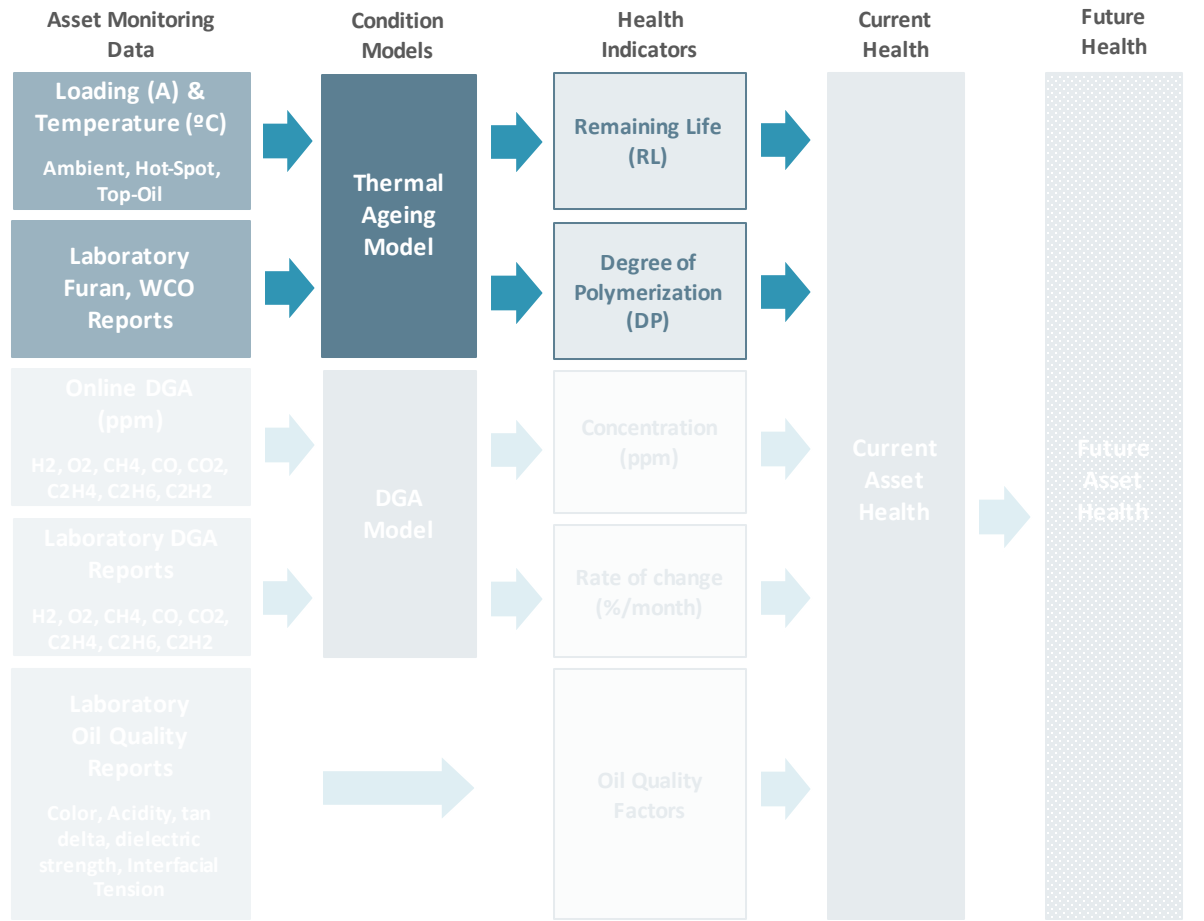 Asset Monitoring
Data
Condition
Models
Health
Indicators
Current
Health
Future
Health
Loading (A) &
Temperature (ºC)
Ambient, Hot-Spot,
Top-Oil
Thermal
Ageing
Model
Remaining Life
(RL)
Laboratory
Furan, WCO
Reports
Degree of
Polymerization
(DP)
Online DGA
(ppm)
H2, O2, CH4, CO, CO2,
C2H4, C2H6, C2H2
DGA
Model
Concentration
(ppm)
Laboratory DGA
Reports
H2, O2, CH4, CO, CO2,
C2H4, C2H6, C2H2
Rate of change
(%/month)
Laboratory
Oil Quality
Reports
Color, Acidity, tan
delta, dielectric
strength, Interfacial
Tension
Oil Quality
Factors
Current
Asset
Health
Future
Asset
Health